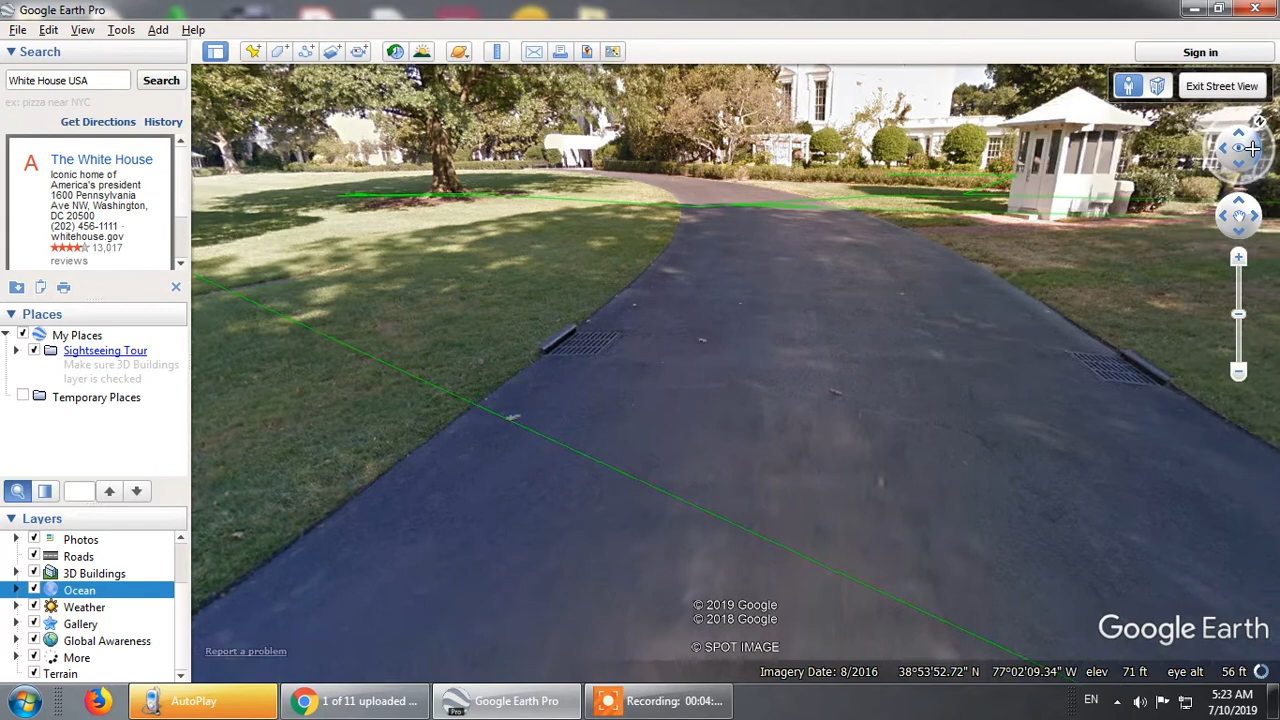 Google Earth Pro
File Edit View Tools Add Help
Search
Sign in
White House USA
Search
Exit Street View
ex: pizza near NYC
Get Directions History
A
The White House
Iconic home of
America's president
1600 Pennsylvania
Ave NW, Washington,
DC 20500
(202) 456-1111 ·
whitehouse.gov
13,017
reviews
Places
My Places
Sightseeing Tour
Make sure 3D Buildings
layer is checked
Temporary Places
Layers
Photos
Roads
3D Buildings
Ocean
Weather
Gallery
Global Awareness
More
Terrain
© 2019 Google
© 2018 Google
© SPOT IMAGE
Google Earth
Report a problem
Imagery Date: 8/2016 38°53'52.72" N 77°02'09.34" W elev 71 ft eye alt 56 ft
AutoPlay
1 of 11 uploaded ...
Pro
Google Earth Pro
Recording: 00:04:...
EN
5:23 AM
7/10/2019